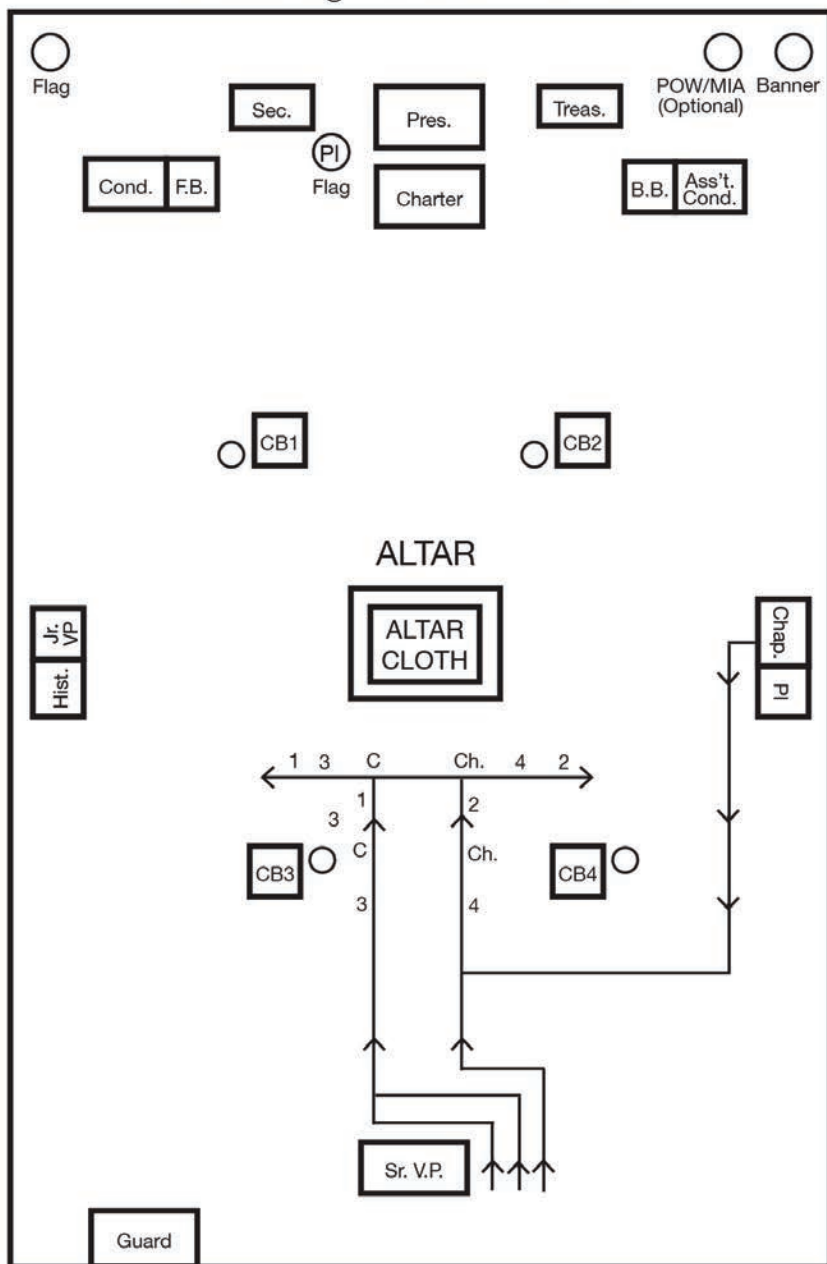 Flag
POW/MIA
(Optional)
Banner
Sec.
Pres.
Treas.
PI
Flag
Cond.
F.B.
Charter
B.B.
Ass't.
Cond.
CB1
CB2
ALTAR
ALTAR
CLOTH
Jr.
VP
Hist.
Chap.
PI
1 3 C Ch. 4 2
1 2
3
C Ch.
CB3
CB4
3 4
Sr. V.P.
Guard